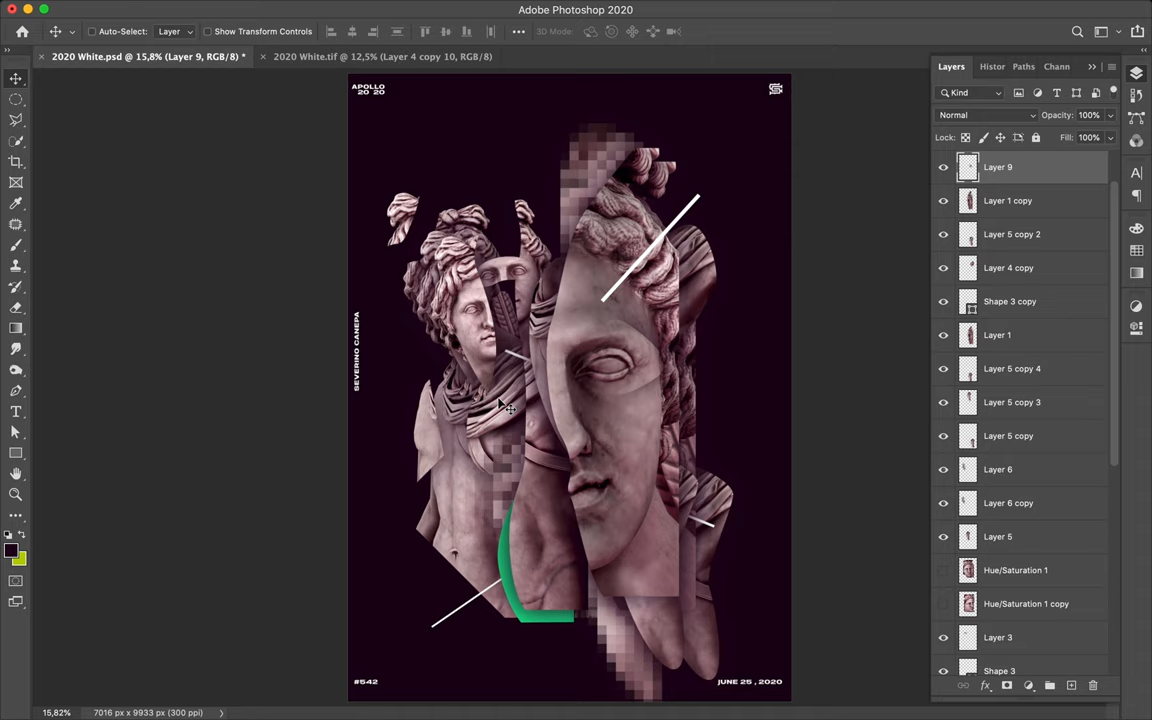 Adobe Photoshop 2020
Auto-Select: Layer Show Transform Controls ••• 3D Mode:
2020 White.psd @ 15,8% (Layer 9, RGB/8) *
2020 White.tif @ 12,5% (Layer 4 copy 10, RGB/8)
Layers Histor Paths Chann
Kind
Normal Opacity: 100%
Lock: Fill: 100%
Layer 9
Layer 1 copy
Layer 5 copy 2
Layer 4 copy
Shape 3 copy
Layer 1
Layer 5 copy 4
Layer 5 copy 3
Layer 5 copy
Layer 6
Layer 6 copy
Layer 5
Hue/Saturation 1
Hue/Saturation 1 copy
Layer 3
Shape 3
fx
APOLLO
20 20
SEVERINO CANEPA
#542
JUNE 25 , 2020
15,82% 7016 px x 9933 px (300 ppi)